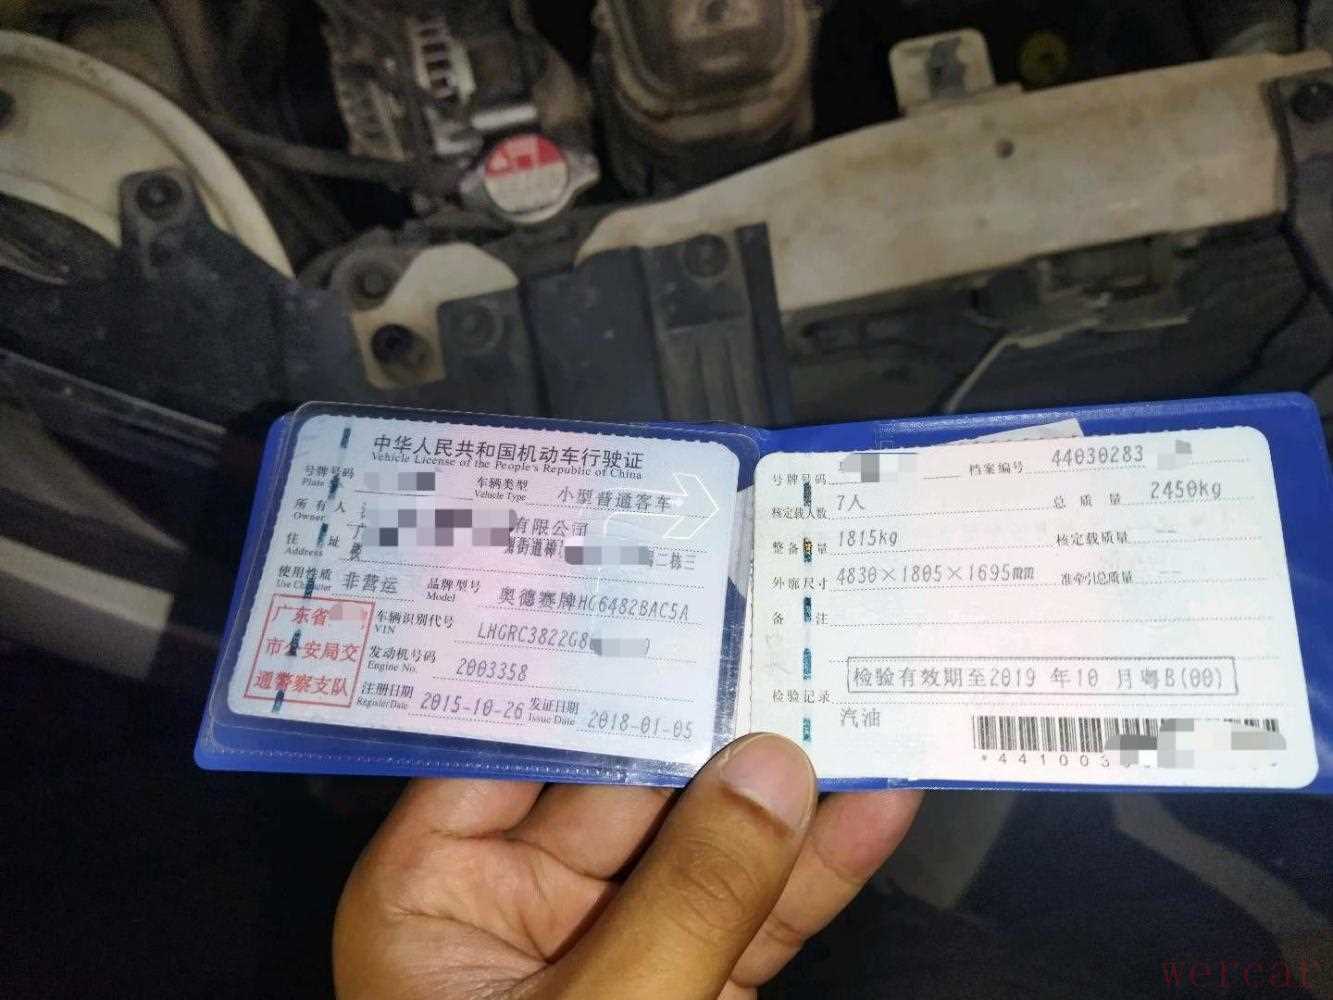 中华人民共和国机动车行驶证
Vehicle License of the People's Republic of China
号牌号码
Plate
车辆类型
Vehicle Type
小型普通客车
所有人
Owner
有限公司
住址
Address
街道
二栋三
使用性质
Use Character
非营运
品牌型号
Model
奥德赛牌HG6482BAC5A
广东省
市公安局交
通警察支队
车辆识别代号
VIN
LHGRC3822G8
发动机号码
Engine No.
2003358
注册日期
Register Date
2015-10-26
发证日期
Issue Date
2018-01-05
号牌号码
档案编号
44030283
核定载人数
7人
总质量
2450kg
整备质量
1815kg
核定载质量
--
外廓尺寸
4830×1805×1695㎜
准牵引总质量
--
备注
检验有效期至2019 年10 月粤B(00)
检验记录
汽油
*441003
wercar